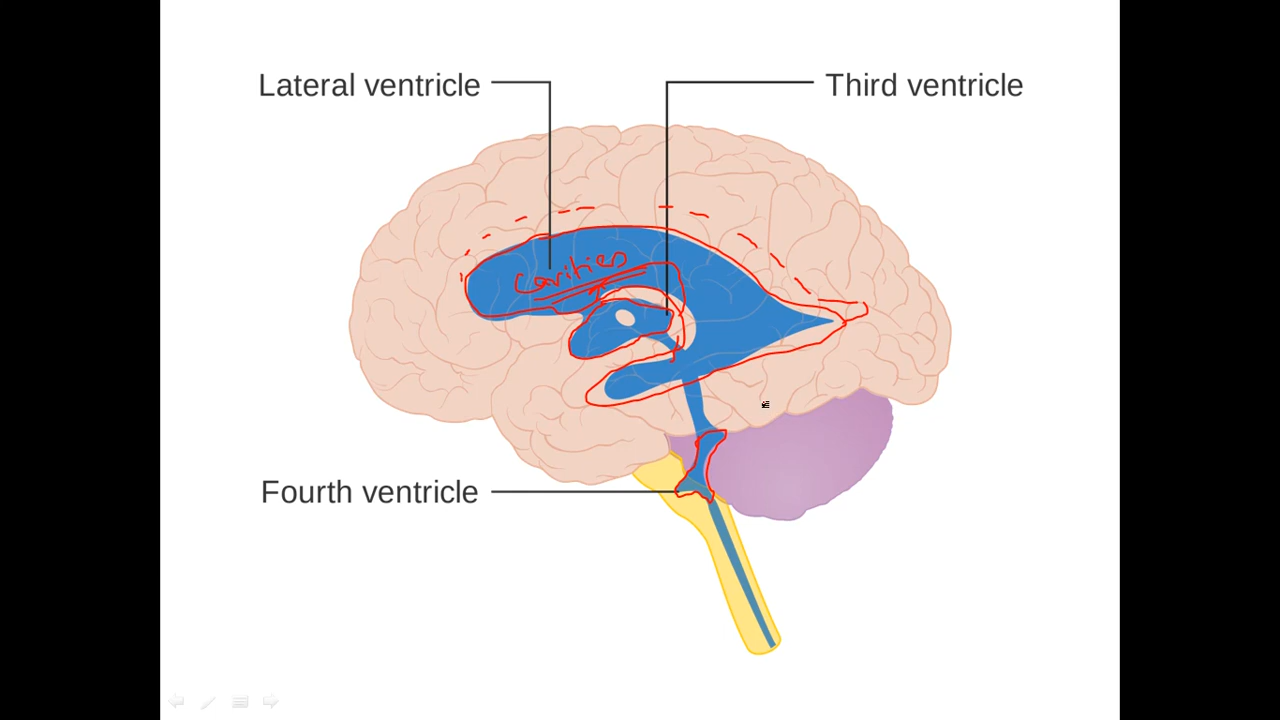 Lateral ventricle
Third ventricle
cavities
Fourth ventricle